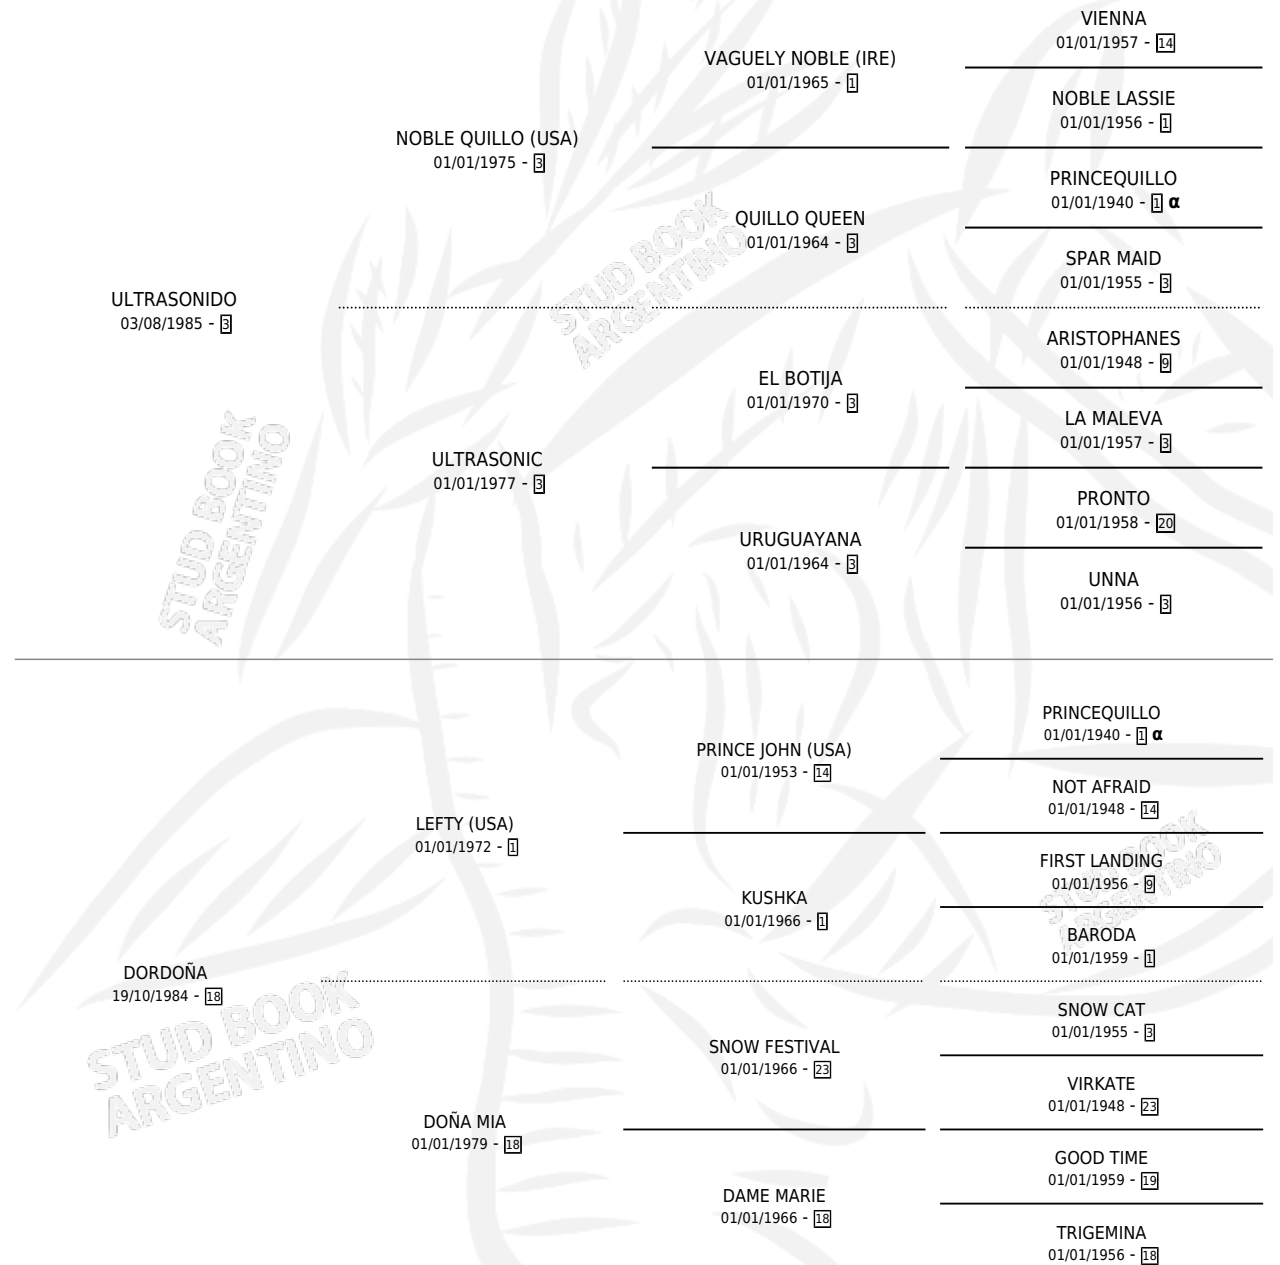 VIENNA
01/01/1957 - 14
VAGUELY NOBLE (IRE)
01/01/1965 - 1
NOBLE LASSIE
01/01/1956 - 1
NOBLE QUILLO (USA)
01/01/1975 - 3
PRINCEQUILLO
01/01/1940 - 1 α
QUILLO QUEEN
01/01/1964 - 3
SPAR MAID
01/01/1955 - 3
STUD BOOK
ARGENTINO
ULTRASONIDO
03/08/1985 - 3
ARISTOPHANES
01/01/1948 - 9
EL BOTIJA
01/01/1970 - 3
LA MALEVA
01/01/1957 - 3
STUD BOOK
ARGENTINO
ULTRASONIC
01/01/1977 - 3
PRONTO
01/01/1958 - 20
URUGUAYANA
01/01/1964 - 3
UNNA
01/01/1956 - 3
PRINCEQUILLO
01/01/1940 - 1 α
PRINCE JOHN (USA)
01/01/1953 - 14
NOT AFRAID
01/01/1948 - 14
LEFTY (USA)
01/01/1972 - 1
FIRST LANDING
01/01/1956 - 9
STUD BOOK
ARGENTINO
KUSHKA
01/01/1966 - 1
BARODA
01/01/1959 - 1
DORDOÑA
19/10/1984 - 18
STUD BOOK
ARGENTINO
SNOW CAT
01/01/1955 - 3
SNOW FESTIVAL
01/01/1966 - 23
VIRKATE
01/01/1948 - 23
DOÑA MIA
01/01/1979 - 18
GOOD TIME
01/01/1959 - 19
DAME MARIE
01/01/1966 - 18
TRIGEMINA
01/01/1956 - 18